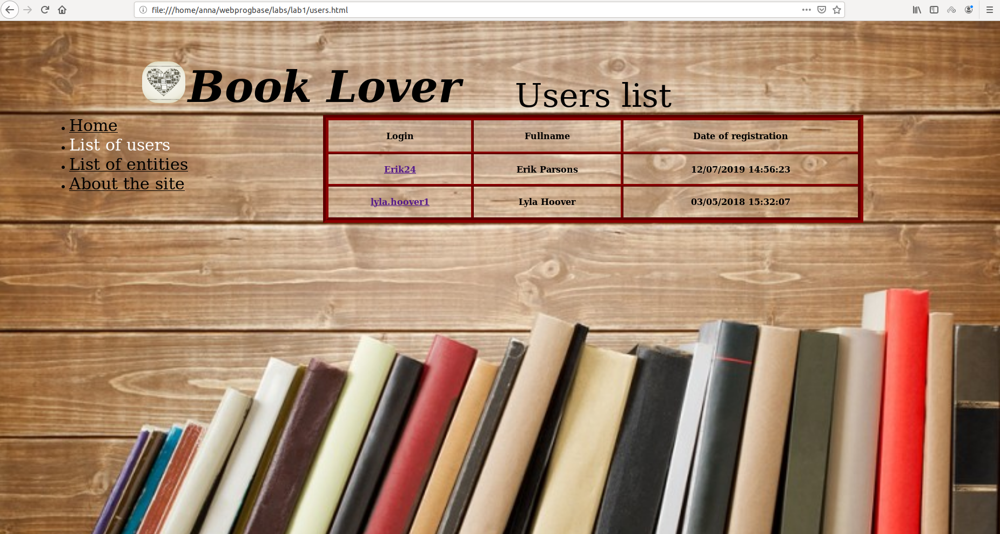 file:///home/anna/webprogbase/labs/lab1/users.html
Book Lover
Users list
Home
List of users
List of entities
About the site
Login Fullname Date of registration
Erik24 Erik Parsons 12/07/2019 14:56:23
lyla.hoover1 Lyla Hoover 03/05/2018 15:32:07